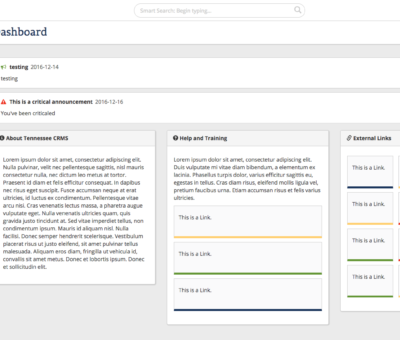 Smart Search. Begin typing...
ashboard
testing 2016-12-14
testing
This is a critical announcement 2016-12-16
You've been criticaled
About Tennessee CRMS
Lorem ipsum dolor sit amet, consectetur adipiscing elit.
Nulla pulvinar, velit nec placerat mollis, nisl mauris
consectetur nulla, nec dictum leo metus at tortor.
Praesent id diam et felis efficitur consequat. In dapibus
nec risus eget suscipit. Fusce accumsan neque at erat
ultricies, id luctus ex condimentum. Pellentesque vitae
arcu nisi. Cras venenatis lectus massa, a pharetra augue
vulputate eget. Nulla venenatis ultricies quam, quis
gravida justo tincidunt at. Sed vitae imperdiet tellus, non
condimentum ipsum. Mauris id aliquam nisl. Nulla
facilisi. Donec semper hendrerit scelerisque. Vestibulum
placerat risus ut justo eleifend, sit amet pulvinar tellus
malesuada. Aliquam eros diam, fringilla ut vehicula id,
convallis sit amet metus. Donec et lobortis ipsum. Donec
et sollicitudin elit.
Help and Training
Lorem ipsum dolor sit amet, consectetur adipiscing elit.
Nullam pulvinar turpis vitae diam bibendum, a elementum ex
lacinia. Phasellus turpis dolor, varius efficitur sagittis eu,
egestas in tellus. Cras diam risus, eleifend mollis ligula vel,
pretium faucibus urna. Etiam accumsan risus et felis varius
ultricies.
This is a Link.
This is a Link.
This is a Link.
External Links
This is a Link.
This is a Link.
This is a Link.
This is a Link.